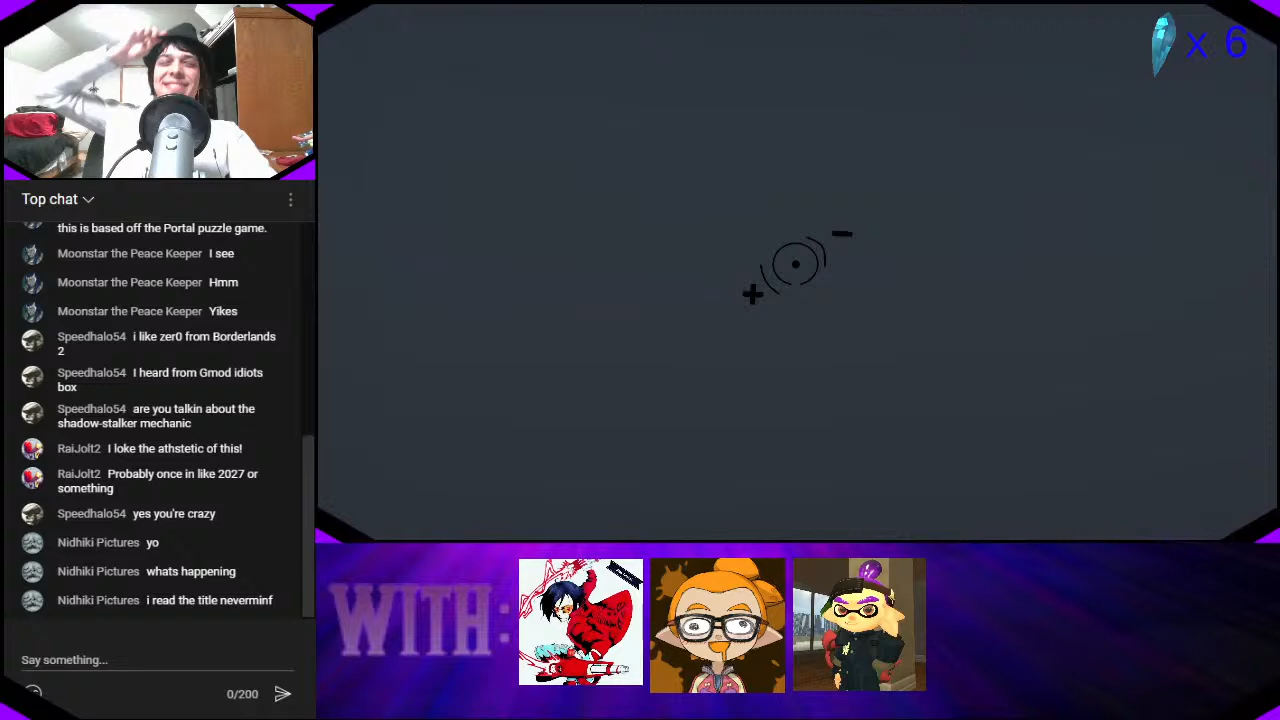 x 6
Top chat
this is based off the Portal puzzle game.
Moonstar the Peace Keeper I see
Moonstar the Peace Keeper Hmm
Moonstar the Peace Keeper Yikes
Speedhalo54 i like zer0 from Borderlands
2
Speedhalo54 I heard from Gmod idiots
box
Speedhalo54 are you talkin about the
shadow-stalker mechanic
RaiJolt2 I loke the athstetic of this!
RaiJolt2 Probably once in like 2027 or
something
Speedhalo54 yes you're crazy
Nidhiki Pictures yo
Nidhiki Pictures whats happening
Nidhiki Pictures i read the title neverminf
Say something...
0/200
WITH: